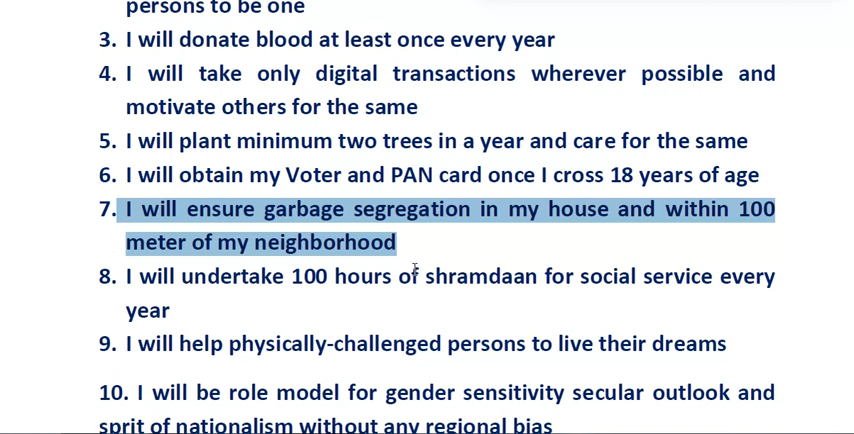 persons to be one
3. I will donate blood at least once every year
4. I will take only digital transactions wherever possible and
motivate others for the same
5. I will plant minimum two trees in a year and care for the same
6. I will obtain my Voter and PAN card once I cross 18 years of age
7. I will ensure garbage segregation in my house and within 100
meter of my neighborhood
8. I will undertake 100 hours of shramdaan for social service every
year
9. I will help physically-challenged persons to live their dreams
10. I will be role model for gender sensitivity secular outlook and
sprit of nationalism without any regional bias